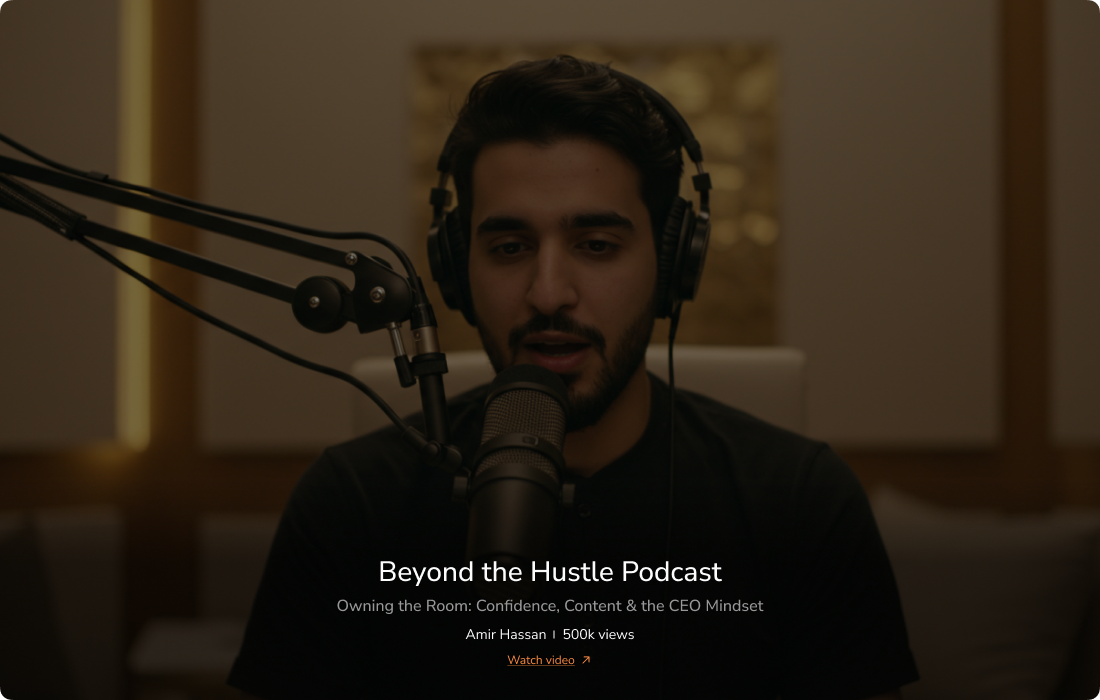 Beyond the Hustle Podcast
Owning the Room: Confidence, Content & the CEO Mindset
Amir Hassan | 500k views
Watch video ↗